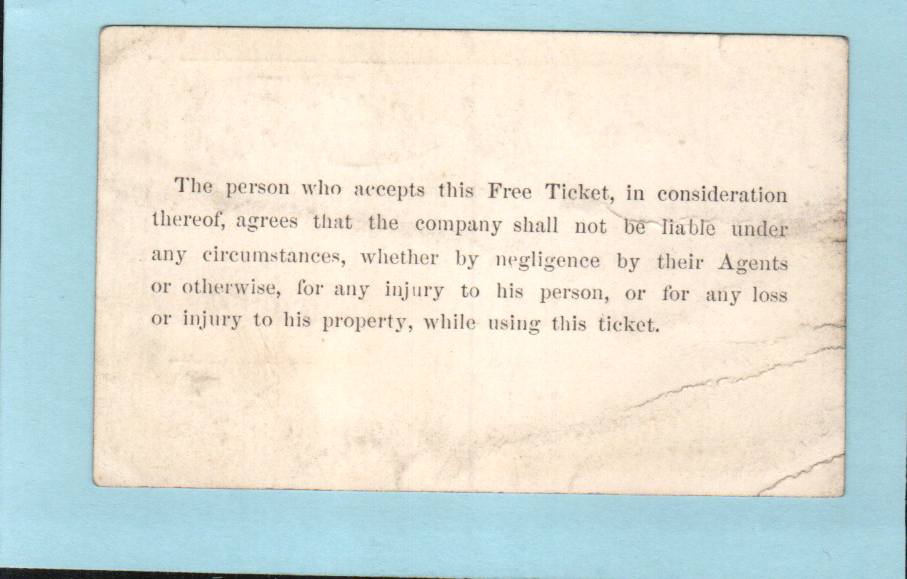 The person who accepts this Free Ticket, in consideration
thereof, agrees that the company shall not be liable under
any circumstances, whether by negligence by their Agents
or otherwise, for any injury to his person, or for any loss
or injury to his property, while using this ticket.